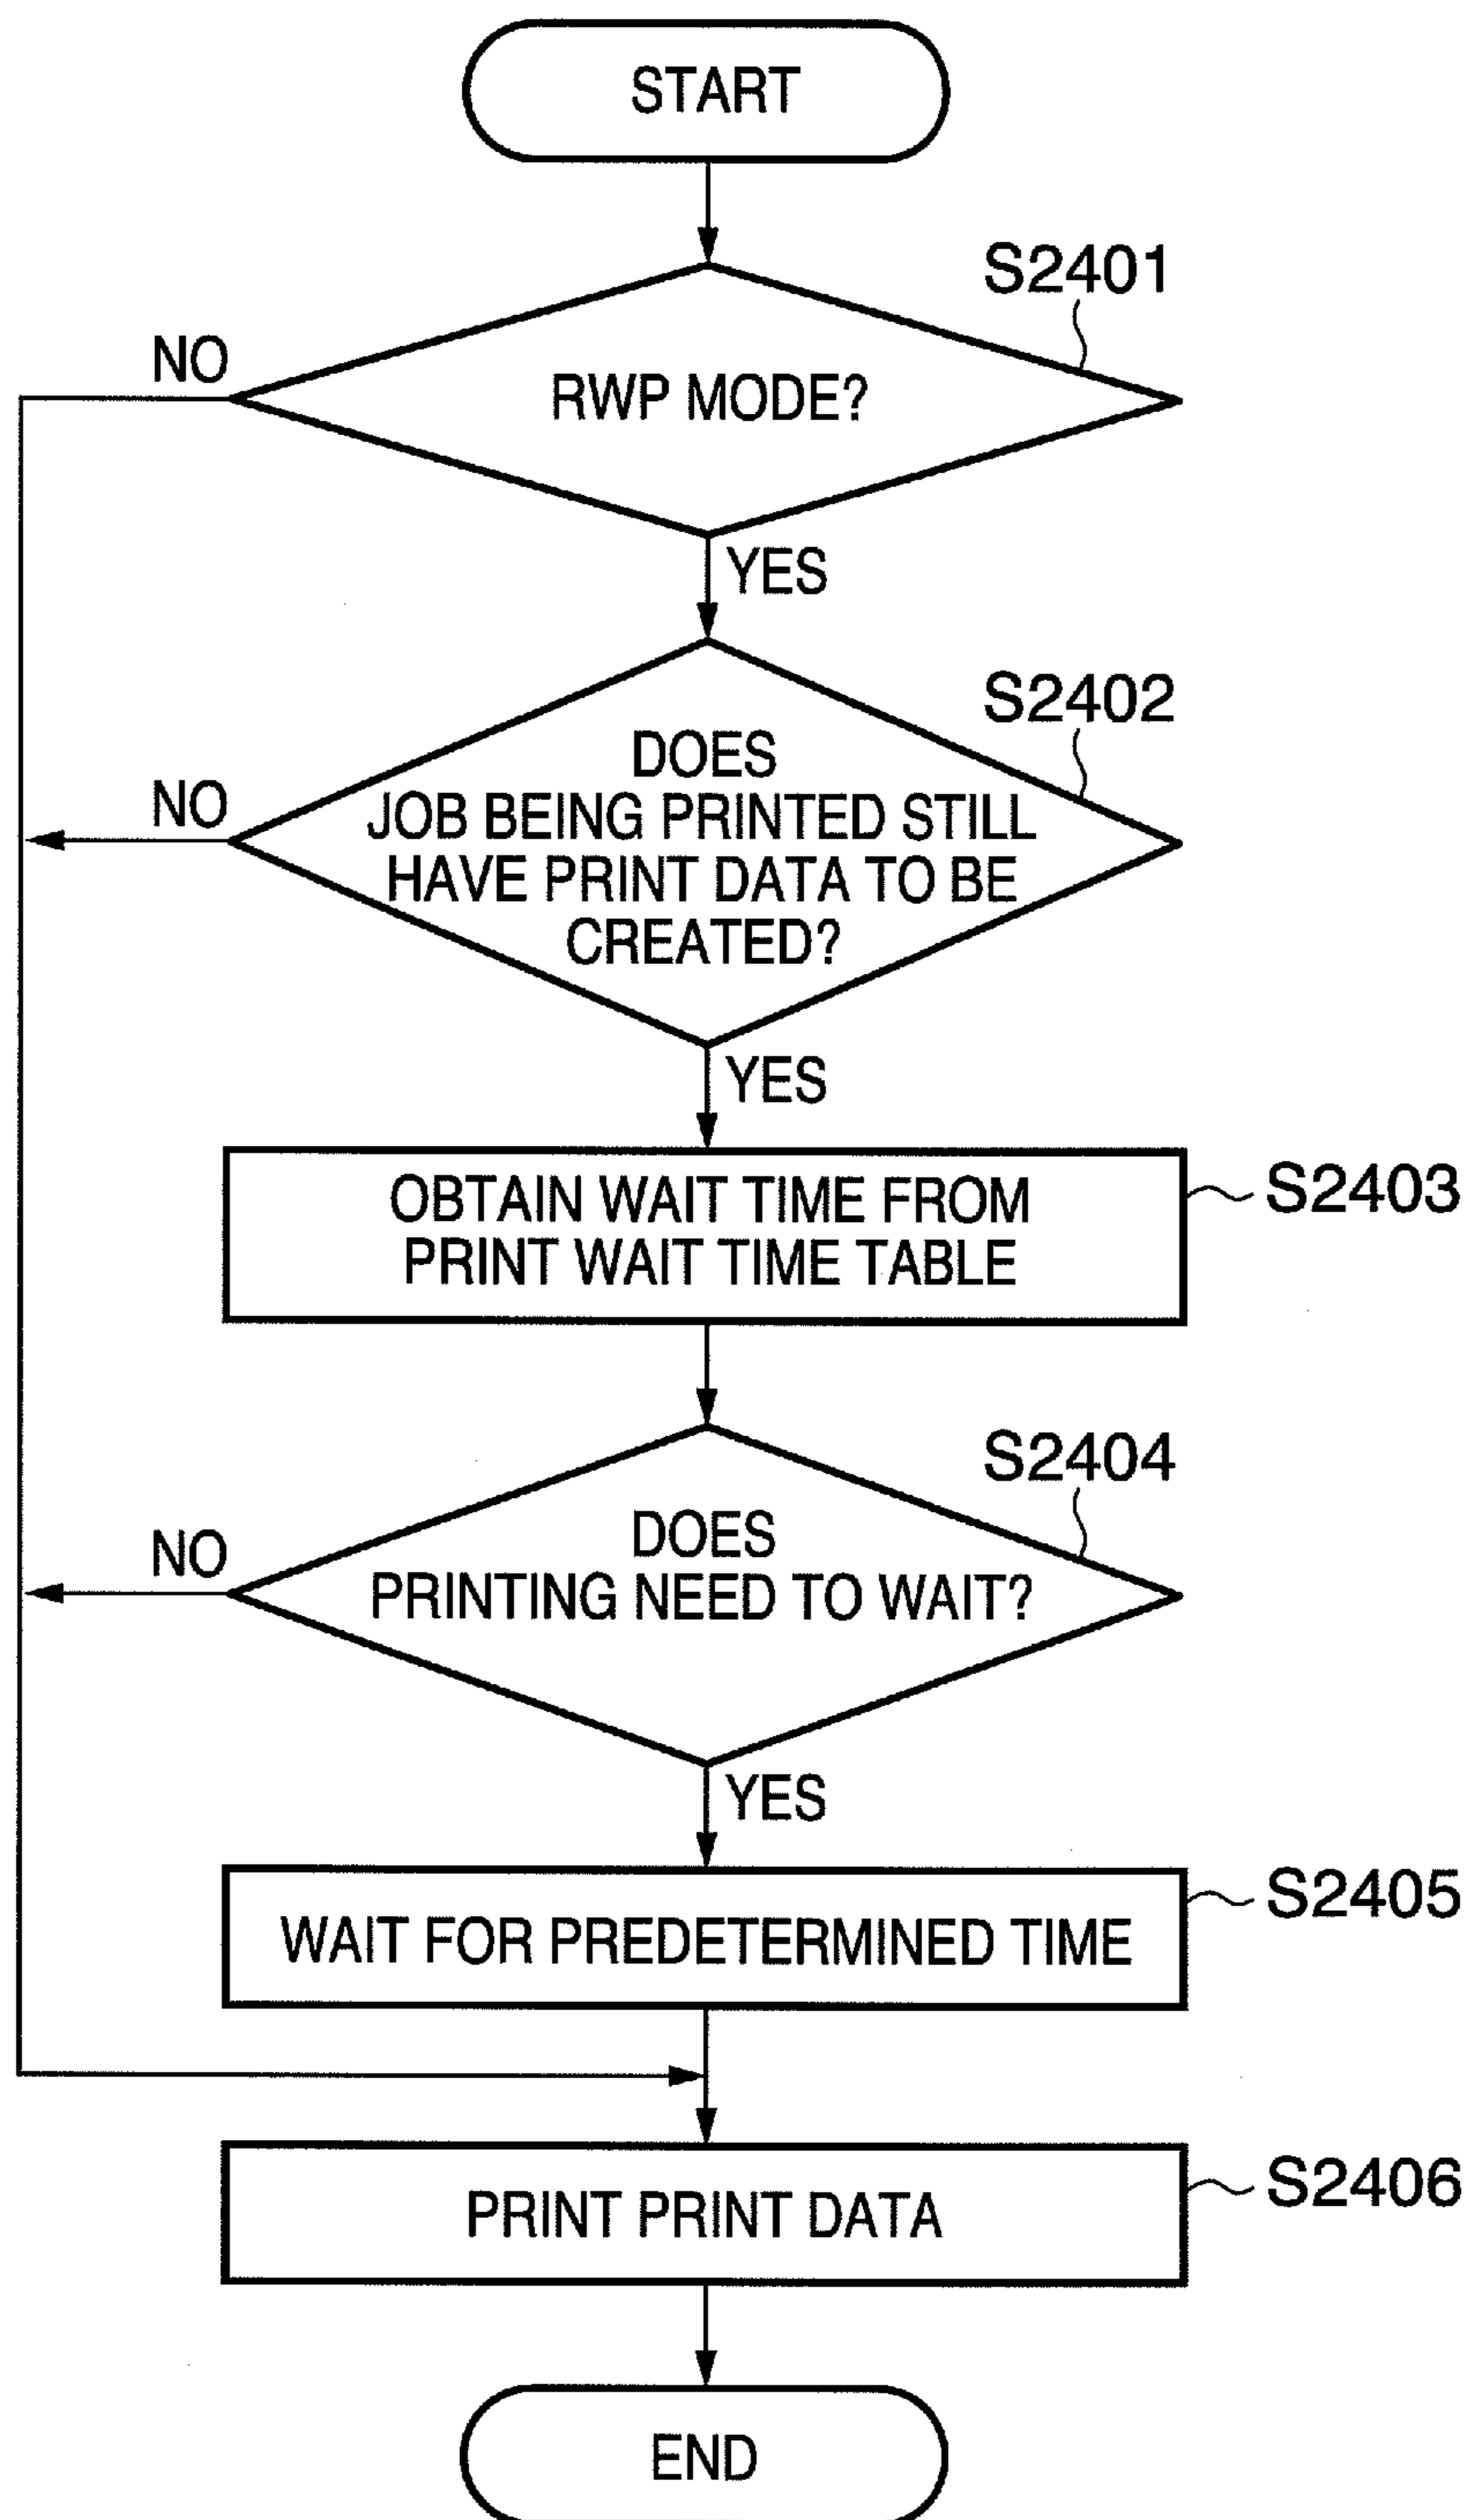 START
S2401
NO
RWP MODE?
YES
S2402
DOES
NO
JOB BEING PRINTED STILL
HAVE PRINT DATA TO BE
CREATED?
YES
OBTAIN WAIT TIME FROM
PRINT WAIT TIME TABLE
S2403
S2404
DOES
NO
PRINTING NEED TO WAIT?
YES
S2405
WAIT FOR PREDETERMINED TIME
S2406
PRINT PRINT DATA
END